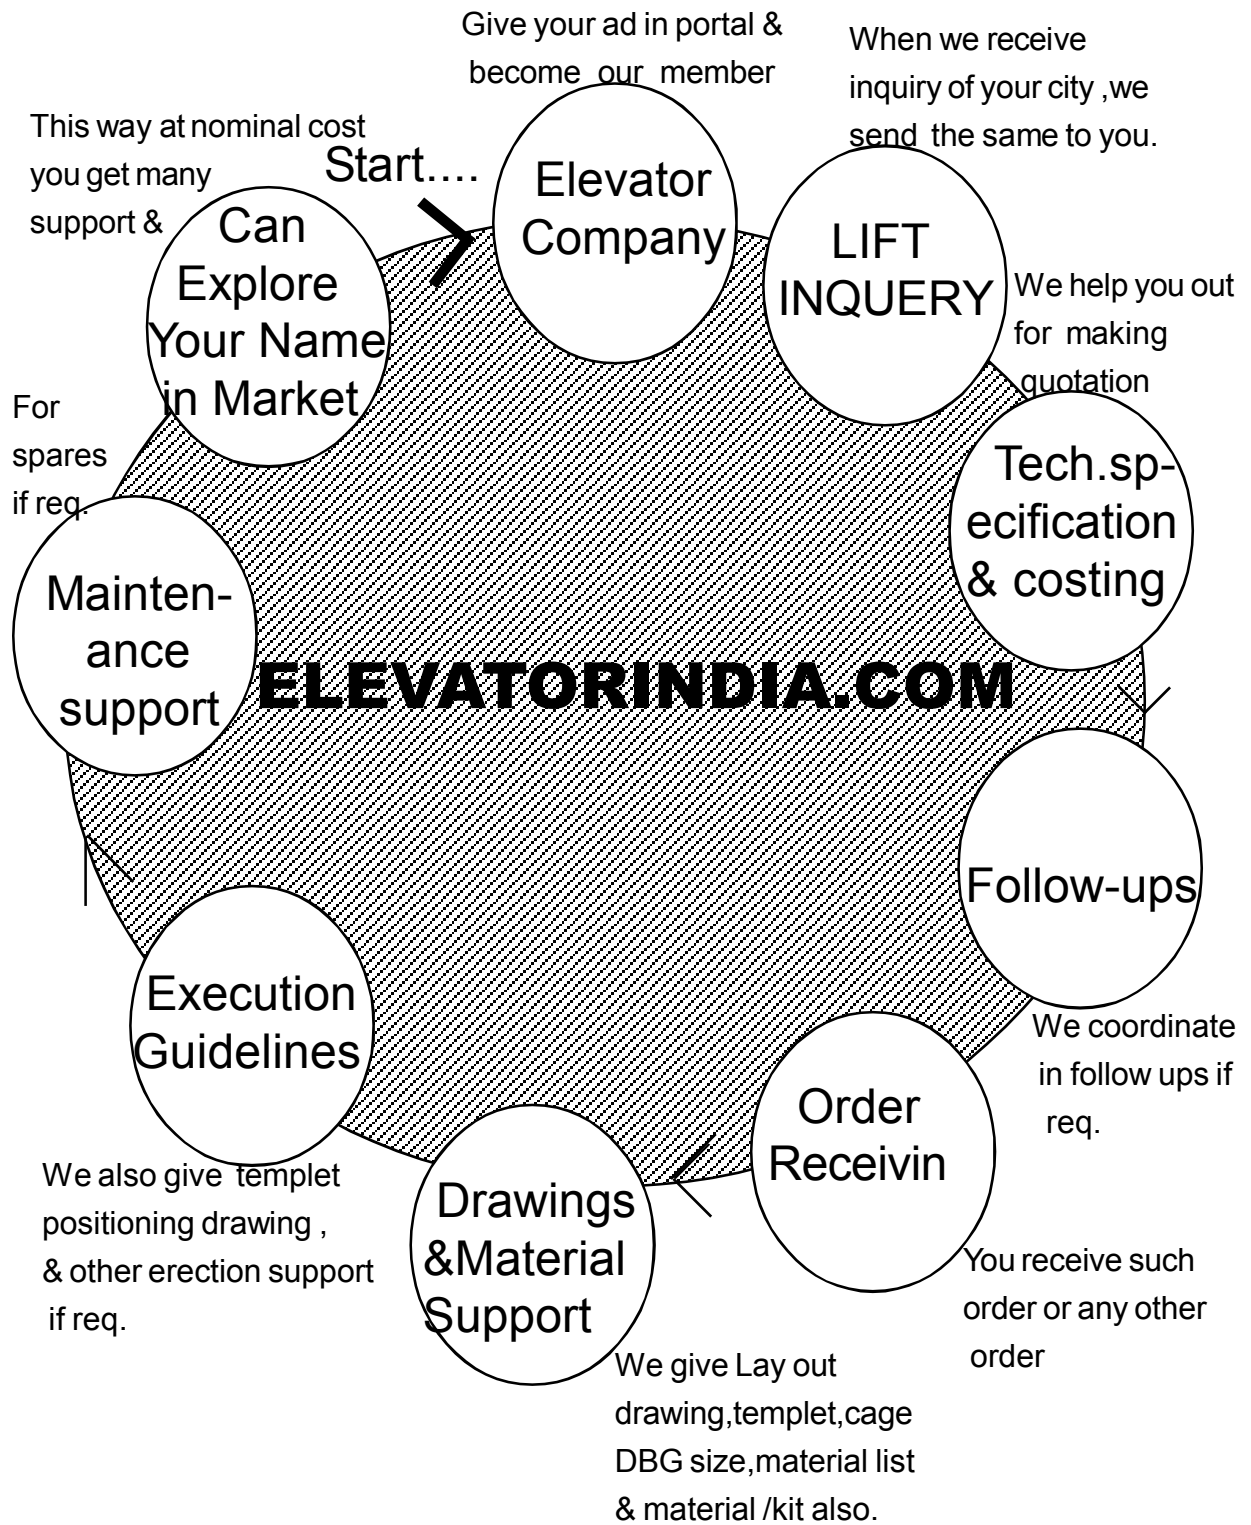 Give your ad in portal &
become our member
Elevator
Company
When we receive
inquiry of your city ,we
send the same to you.
LIFT
INQUERY
We help you out
for making
quotation
Tech.sp-
ecification
& costing
Follow-ups
We coordinate
in follow ups if
req.
Order
Receivin
You receive such
order or any other
order
Drawings
&Material
Support
We give Lay out
drawing,templet,cage
DBG size,material list
& material /kit also.
Execution
Guidelines
We also give templet
positioning drawing ,
& other erection support
if req.
Mainten-
ance
support
For
spares
if req.
Can
Explore
Your Name
in Market
This way at nominal cost
you get many
support &
Start....
ELEVATORINDIA.COM